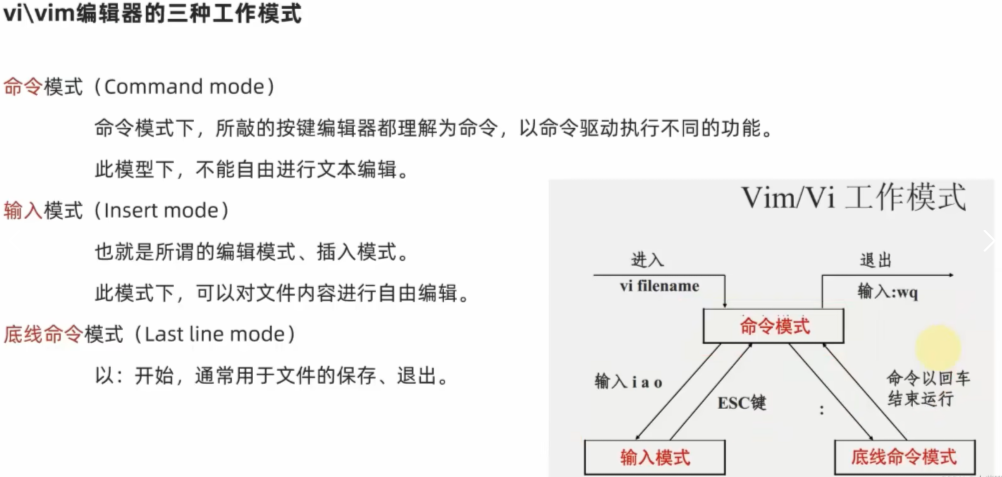 vi\vim编辑器的三种工作模式
命令模式（Command mode）
命令模式下，所敲的按键编辑器都理解为命令，以命令驱动执行不同的功能。
此模型下，不能自由进行文本编辑。
输入模式（Insert mode）
也就是所谓的编辑模式、插入模式。
此模式下，可以对文件内容进行自由编辑。
底线命令模式（Last line mode）
以：开始，通常用于文件的保存、退出。
Vim/Vi 工作模式
进入
vi filename
退出
输入:wq
命令模式
输入 i a o
ESC键
:
命令以回车
结束运行
输入模式
底线命令模式